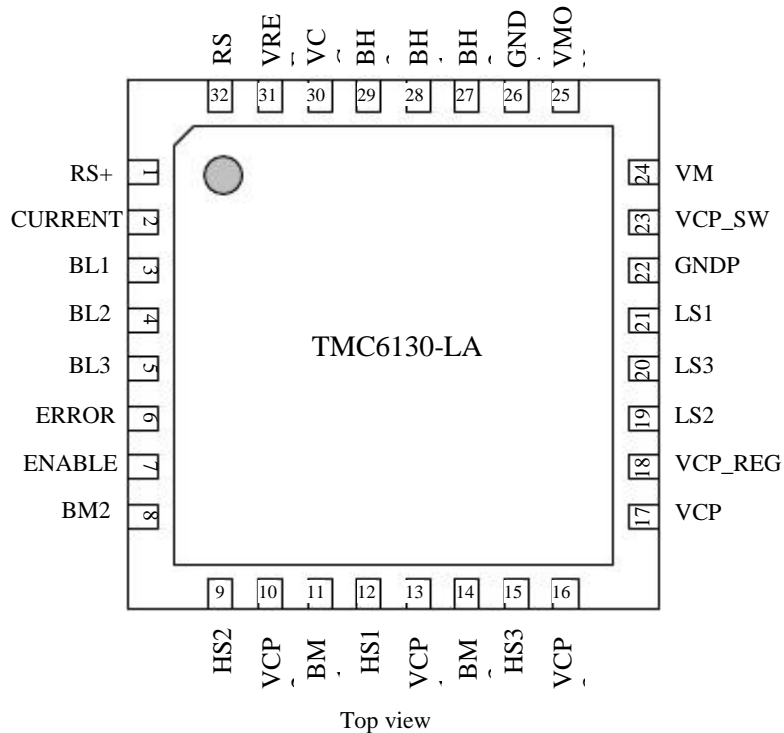 RS
VRE
VC
BH
BH
BH
GND
VMO
32
31
30
29
28
27
26
25
RS+
1
24
VM
CURRENT
2
23
VCP_SW
BL1
3
22
GNDP
BL2
4
21
LS1
BL3
5
20
LS3
ERROR
6
19
LS2
ENABLE
7
18
VCP_REG
BM2
8
17
VCP
TMC6130-LA
9
10
11
12
13
14
15
16
HS2
VCP
BM
HS1
VCP
BM
HS3
VCP
Top view